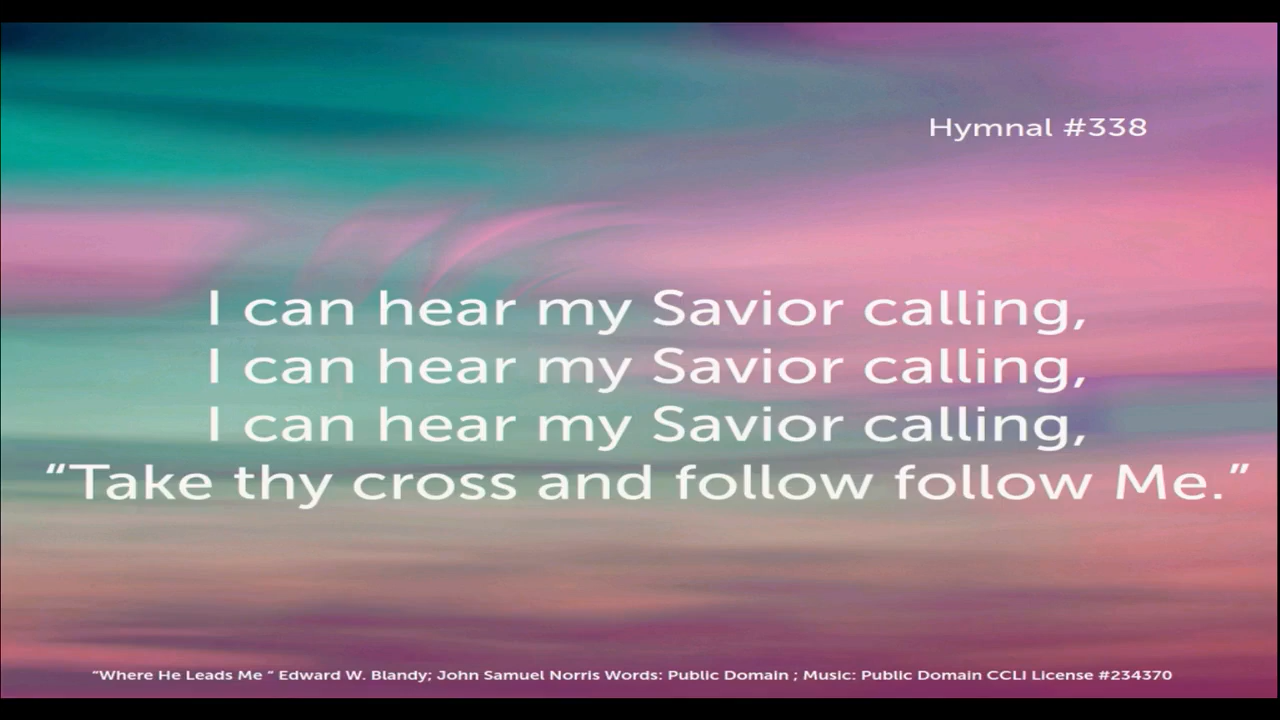 Hymnal #338
I can hear my Savior calling,
I can hear my Savior calling,
I can hear my Savior calling,
“Take thy cross and follow follow Me.”
“Where He Leads Me “ Edward W. Blandy; John Samuel Norris Words: Public Domain ; Music: Public Domain CCLI License #234370